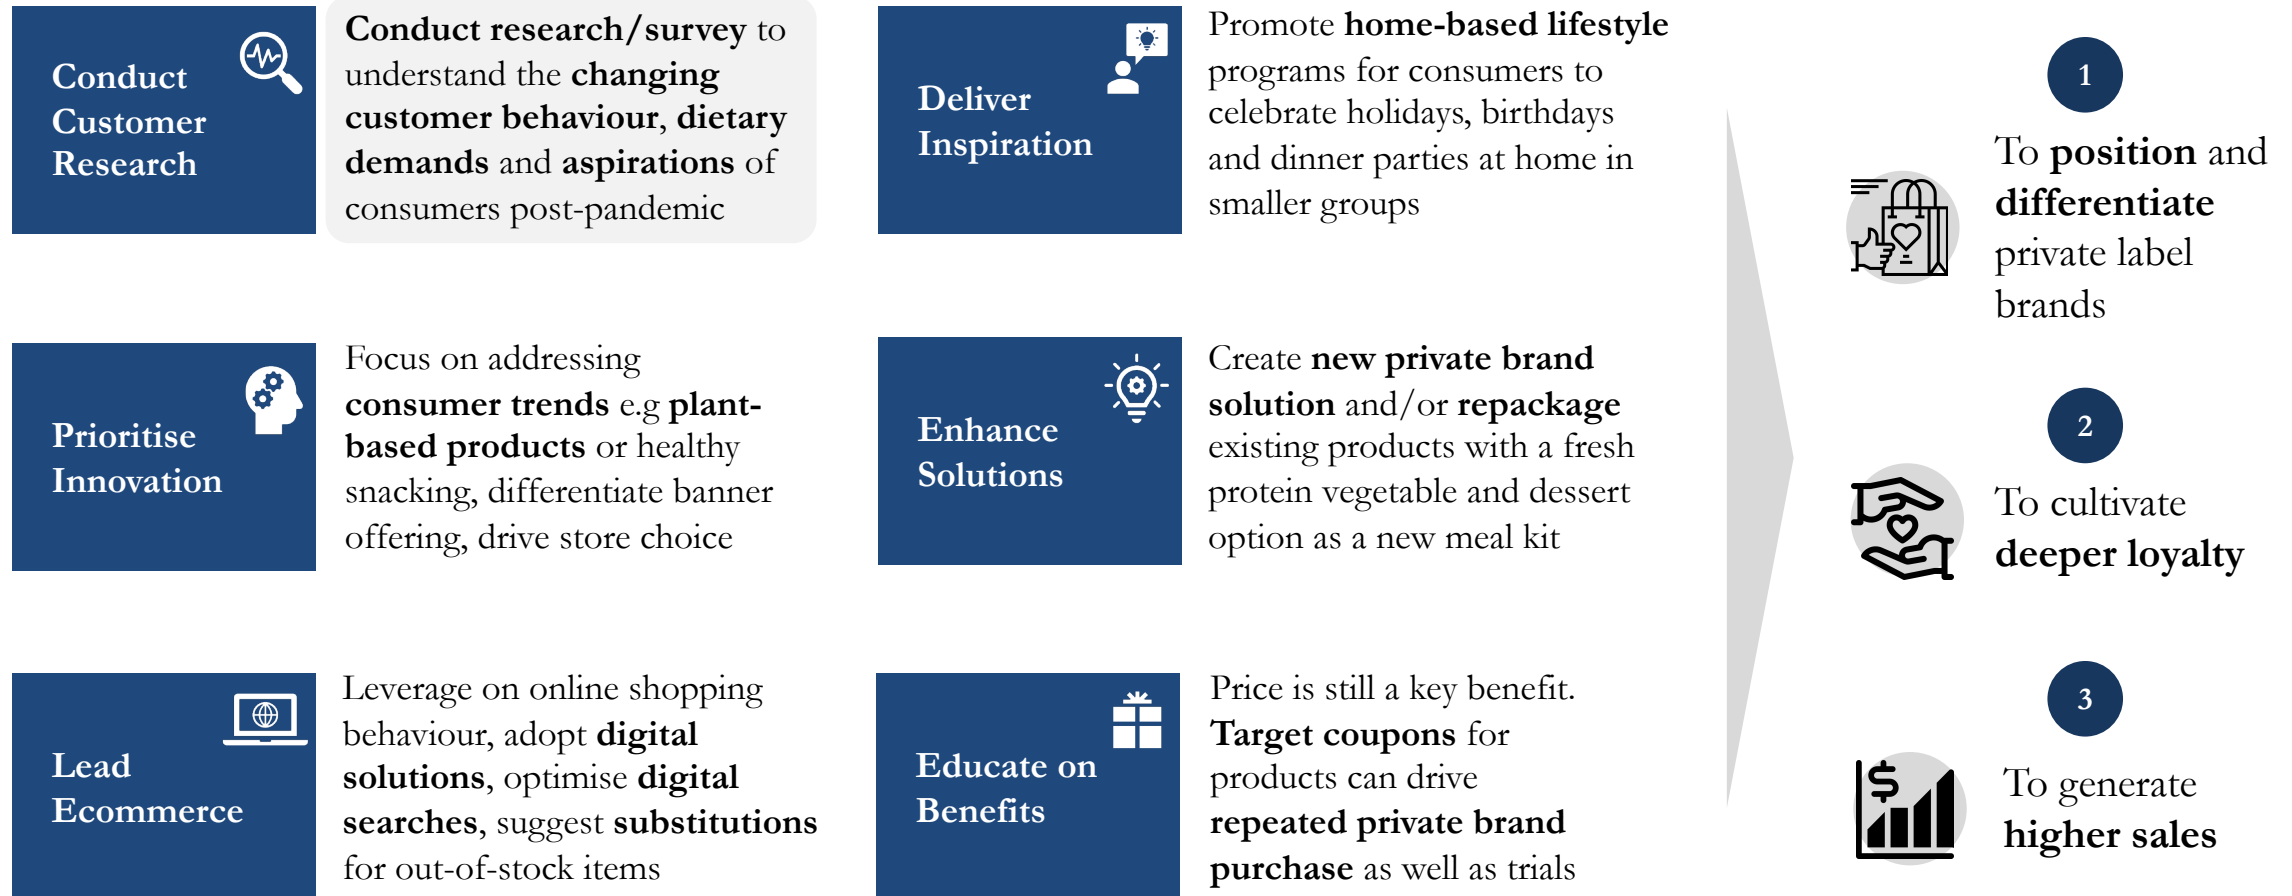 Conduct
Customer
Research
Conduct research/survey to
understand the changing
customer behaviour, dietary
demands and aspirations of
consumers post-pandemic
Deliver
Inspiration
Promote home-based lifestyle
programs for consumers to
celebrate holidays, birthdays
and dinner parties at home in
smaller groups
Prioritise
Innovation
Focus on addressing
consumer trends e.g plant-
based products or healthy
snacking, differentiate banner
offering, drive store choice
Enhance
Solutions
Create new private brand
solution and/or repackage
existing products with a fresh
protein vegetable and dessert
option as a new meal kit
Lead
Ecommerce
Leverage on online shopping
behaviour, adopt digital
solutions, optimise digital
searches, suggest substitutions
for out-of-stock items
Educate on
Benefits
Price is still a key benefit.
Target coupons for
products can drive
repeated private brand
purchase as well as trials
1
To position and
differentiate
private label
brands
2
To cultivate
deeper loyalty
3
$
To generate
higher sales